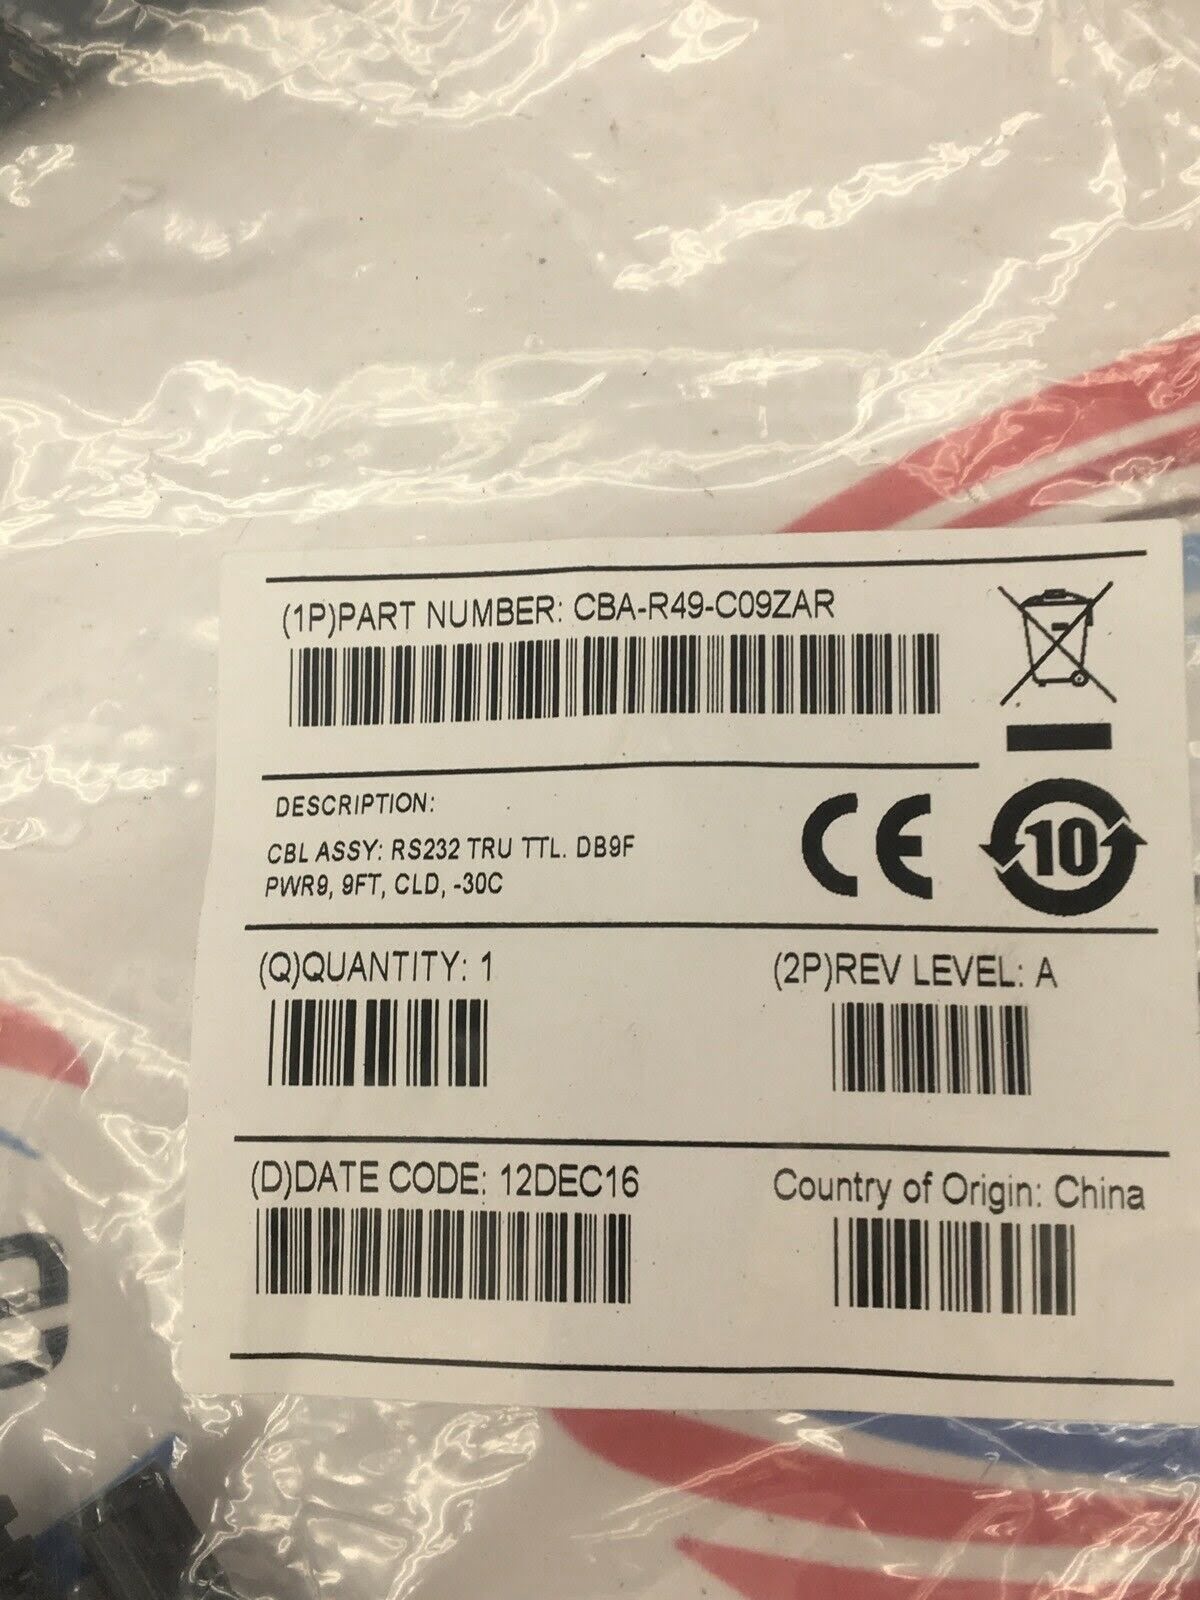 (1P)PART NUMBER: CBA-R49-C09ZAR
DESCRIPTION:
CBL ASSY: RS232 TRU TTL. DB9F
PWR9, 9FT, CLD, -30C
CE
10
(Q)QUANTITY: 1
(2P)REV LEVEL: A
(D)DATE CODE: 12DEC16
Country of Origin: China